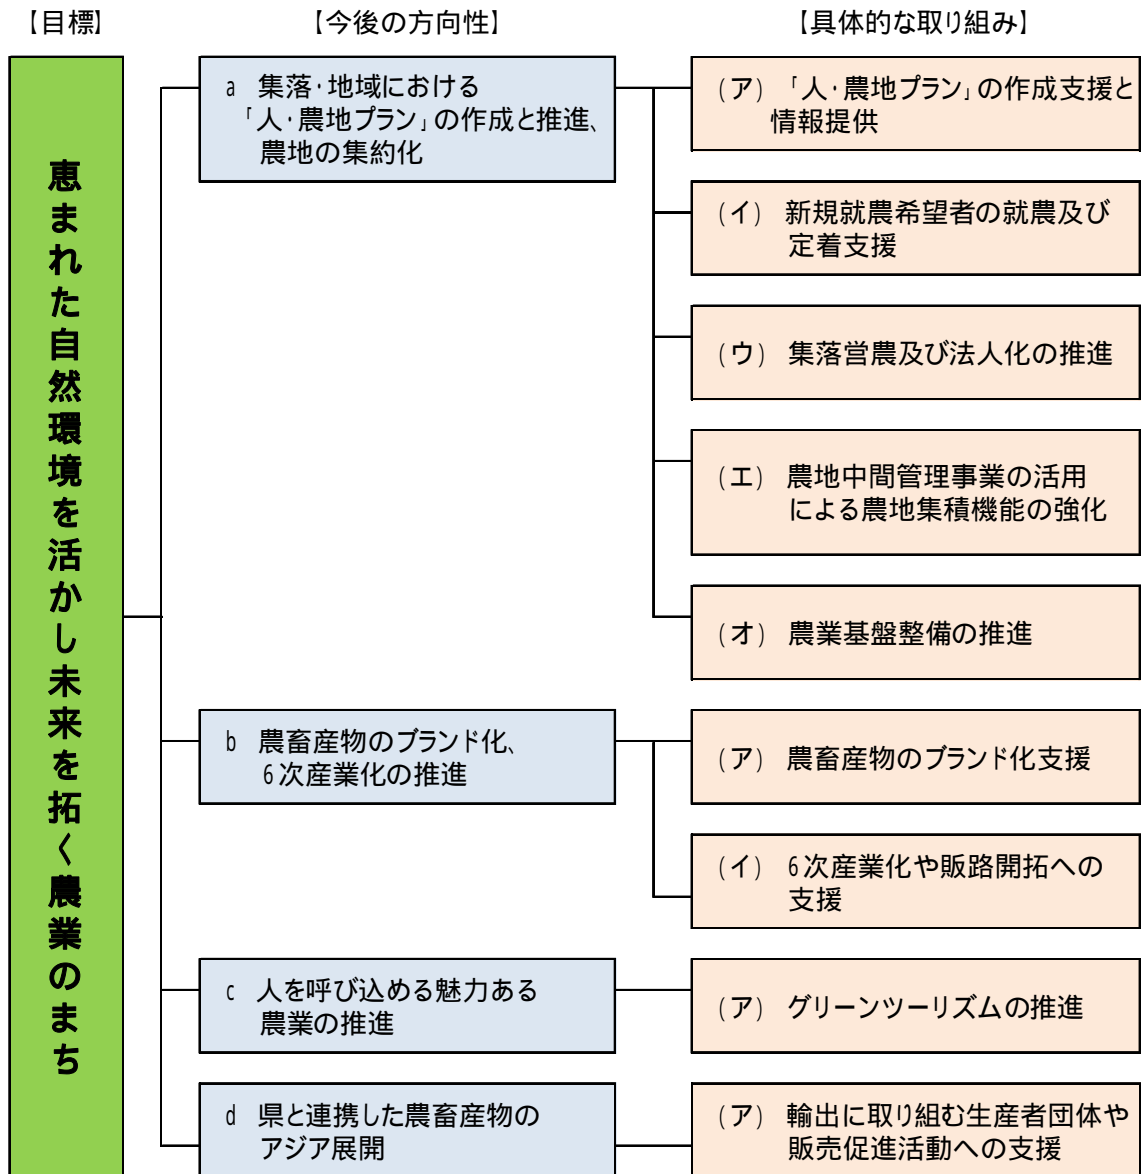 【目標】
【今後の方向性】
【具体的な取り組み】
恵まれた自然環境を活かし未来を拓く農業のまち
a 集落・地域における
「人・農地プラン」の作成と推進、
農地の集約化
(ア) 「人・農地プラン」の作成支援と
情報提供
(イ) 新規就農希望者の就農及び
定着支援
(ウ) 集落営農及び法人化の推進
(エ) 農地中間管理事業の活用
による農地集積機能の強化
(オ) 農業基盤整備の推進
b 農畜産物のブランド化、
6次産業化の推進
(ア) 農畜産物のブランド化支援
(イ) 6次産業化や販路開拓への
支援
c 人を呼び込める魅力ある
農業の推進
(ア) グリーンツーリズムの推進
d 県と連携した農畜産物の
アジア展開
(ア) 輸出に取り組む生産者団体や
販売促進活動への支援